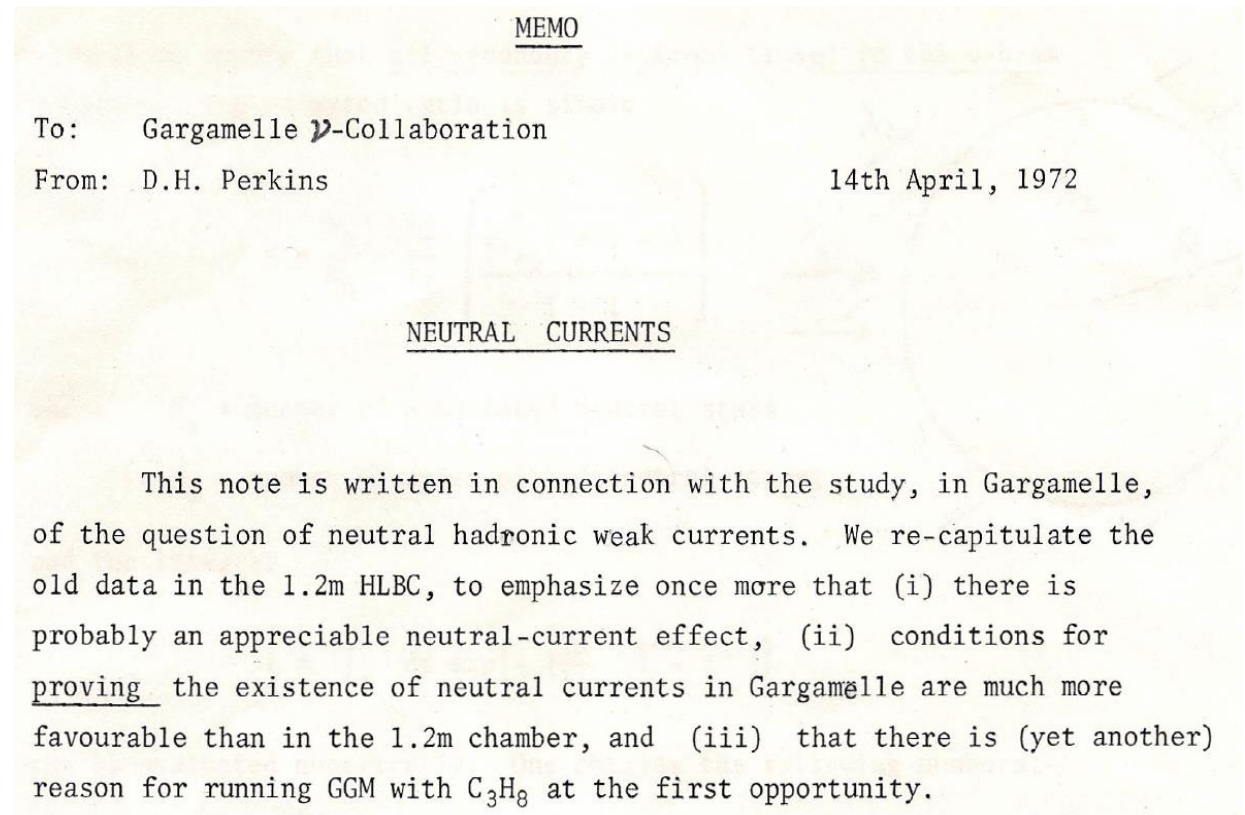 MEMO
To: Gargamelle ν-Collaboration
From: D.H. Perkins 14th April, 1972
NEUTRAL CURRENTS
This note is written in connection with the study, in Gargamelle,
of the question of neutral hadronic weak currents. We re-capitulate the
old data in the 1.2m HLBC, to emphasize once more that (i) there is
probably an appreciable neutral-current effect, (ii) conditions for
proving the existence of neutral currents in Gargamelle are much more
favourable than in the 1.2m chamber, and (iii) that there is (yet another)
reason for running GGM with C₃H₈ at the first opportunity.